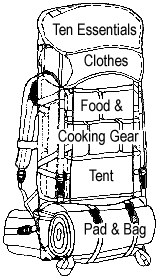 Ten Essentials
Clothes
Food &
Cooking Gear
Tent
Pad & Bag